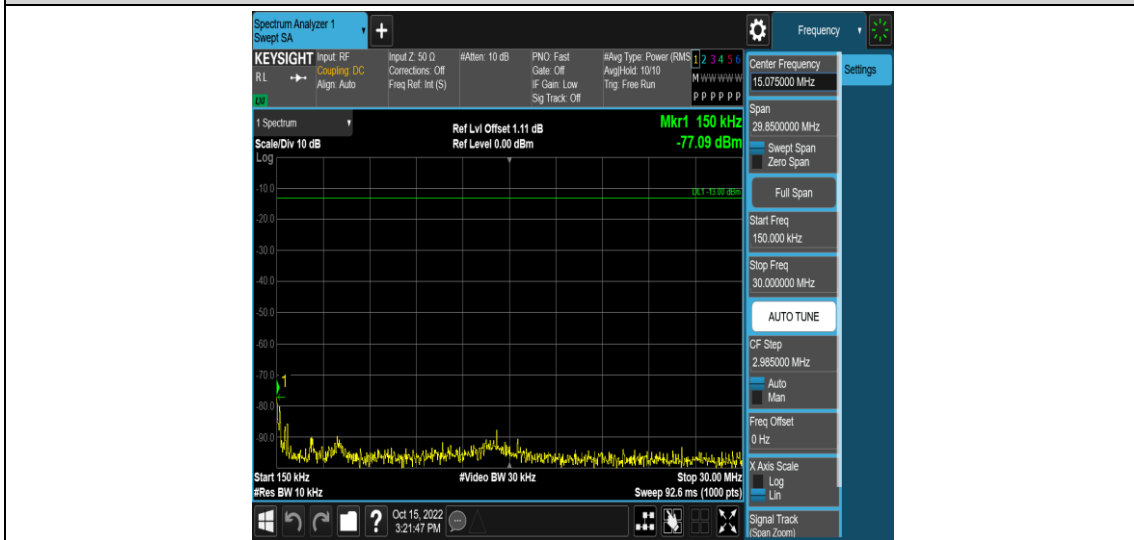 Spectrum Analyzer 1
Swept SA
+
Frequency
KEYSIGHT
RL
LXI
Input: RF
Coupling: DC
Align: Auto
Input Z: 50 Ω
Corrections: Off
Freq Ref: Int (S)
#Atten: 10 dB
PNO: Fast
Gate: Off
IF Gain: Low
Sig Track: Off
#Avg Type: Power (RMS
Avg|Hold: 10/10
Trig: Free Run
1 2 3 4 5 6
M W W W W W
P P P P P P
1 Spectrum
Scale/Div 10 dB
Log
Ref Lvl Offset 1.11 dB
Ref Level 0.00 dBm
Mkr1 150 kHz
-77.09 dBm
DL1 -13.00 dBm
-10.0
-20.0
-30.0
-40.0
-50.0
-60.0
-70.0
1
-80.0
-90.0
Start 150 kHz
#Video BW 30 kHz
Stop 30.00 MHz
#Res BW 10 kHz
Sweep 92.6 ms (1000 pts)
?
Oct 15, 2022
3:21:47 PM
Center Frequency
15.075000 MHz
Settings
Span
29.8500000 MHz
Swept Span
Zero Span
Full Span
Start Freq
150.000 kHz
Stop Freq
30.000000 MHz
AUTO TUNE
CF Step
2.985000 MHz
Auto
Man
Freq Offset
0 Hz
X Axis Scale
Log
Lin
Signal Track
(Span Zoom)